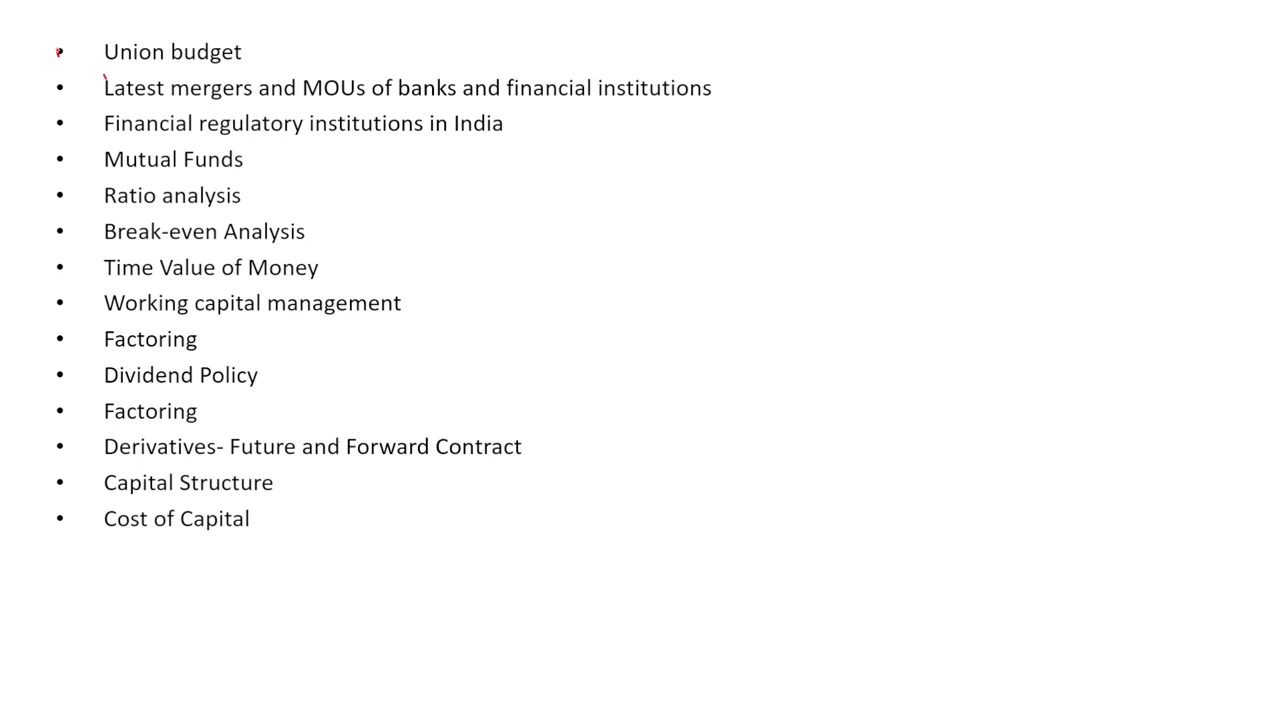 • Union budget
• Latest mergers and MOUs of banks and financial institutions
• Financial regulatory institutions in India
• Mutual Funds
• Ratio analysis
• Break-even Analysis
• Time Value of Money
• Working capital management
• Factoring
• Dividend Policy
• Factoring
• Derivatives- Future and Forward Contract
• Capital Structure
• Cost of Capital